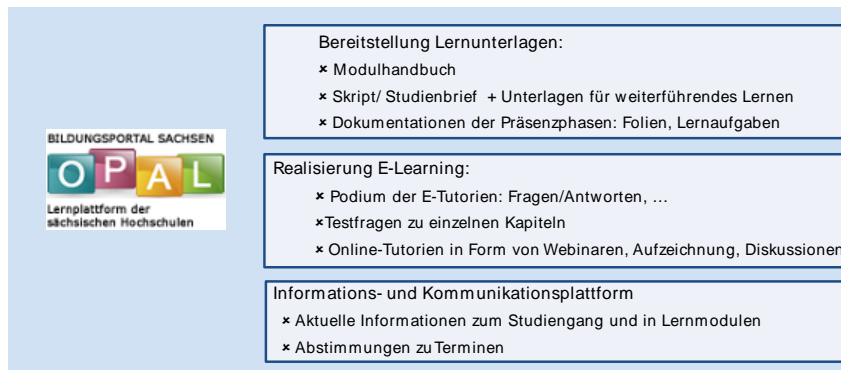 BILDUNGSPORTAL SACHSEN
OPAL
Lernplattform der
sächsischen Hochschulen
Bereitstellung Lernunterlagen:
× Modulhandbuch
× Skript/ Studienbrief + Unterlagen für weiterführendes Lernen
× Dokumentationen der Präsenzphasen: Folien, Lernaufgaben
Realisierung E-Learning:
× Podium der E-Tutorien: Fragen/Antworten, …
×Testfragen zu einzelnen Kapiteln
× Online-Tutorien in Form von Webinaren, Aufzeichnung, Diskussionen
Informations- und Kommunikationsplattform
× Aktuelle Informationen zum Studiengang und in Lernmodulen
× Abstimmungen zu Terminen